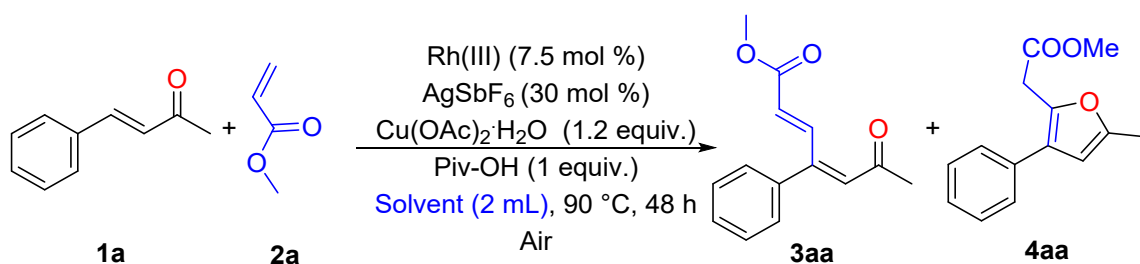 O
O
1a
+
O
O
2a
Rh(III) (7.5 mol %)
AgSbF6 (30 mol %)
Cu(OAc)2·H2O (1.2 equiv.)
Piv-OH (1 equiv.)
Solvent (2 mL), 90 °C, 48 h
Air
O
O
O
3aa
+
COOMe
O
4aa